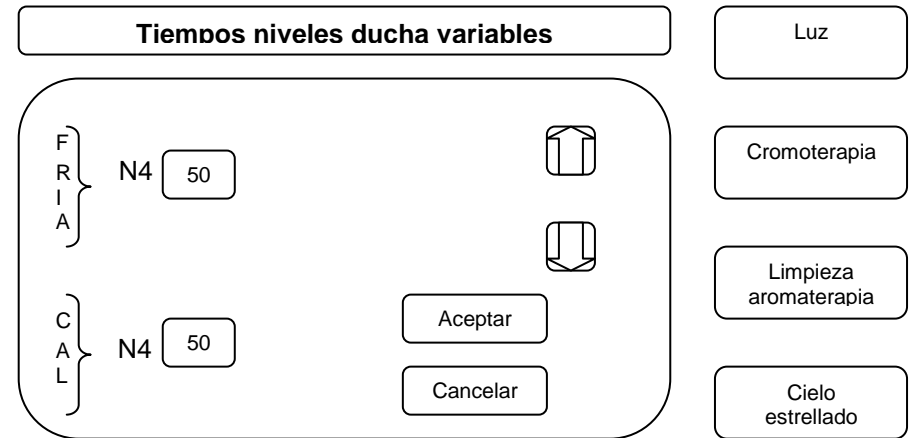 Tiempos niveles ducha variables
Luz
F
R
I
A
N4 50
Cromoterapia
Limpieza
aromaterapia
C
A
L
N4 50
Aceptar
Cancelar
Cielo
estrellado